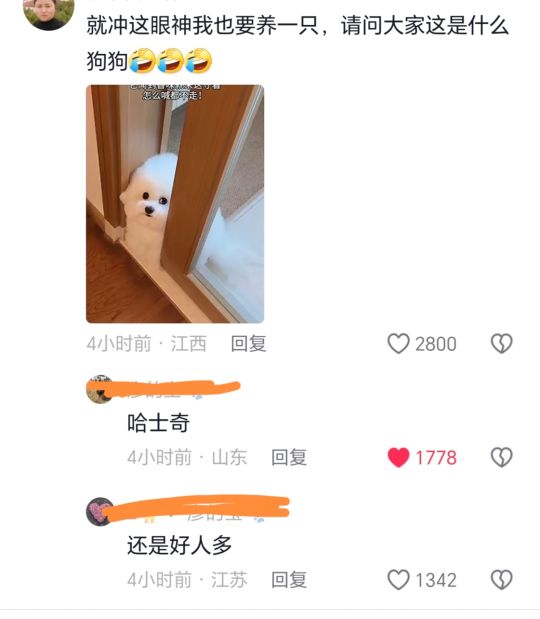 就冲这眼神我也要养一只，请问大家这是什么
狗狗🤣🤣🤣
怎么喊都不走！
4小时前 · 江西 回复 2800
哈士奇
4小时前 · 山东 回复 1778
还是好人多
4小时前 · 江苏 回复 1342